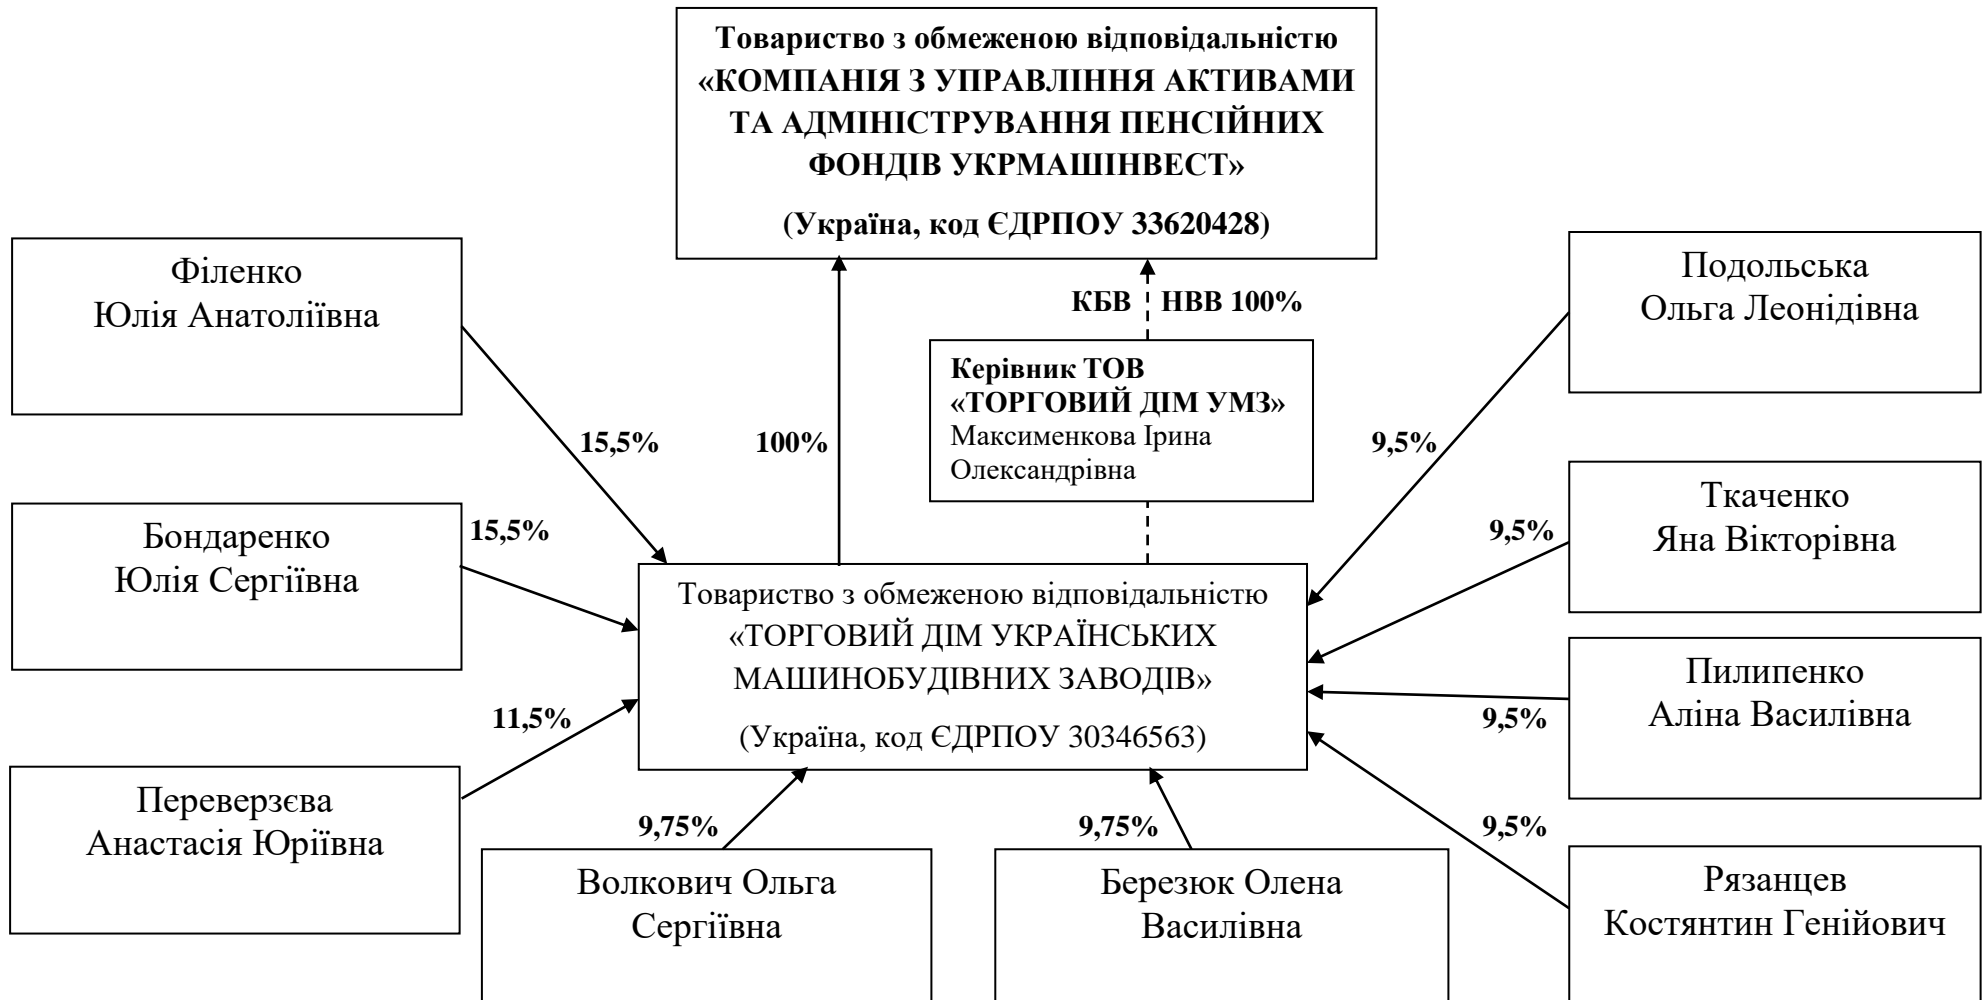 Товариство з обмеженою відповідальністю
«КОМПАНІЯ З УПРАВЛІННЯ АКТИВАМИ
ТА АДМІНІСТРУВАННЯ ПЕНСІЙНИХ
ФОНДІВ УКРМАШІНВЕСТ»
(Україна, код ЄДРПОУ 33620428)
Філенко
Юлія Анатоліївна
Подольська
Ольга Леонідівна
КБВ НВВ 100%
Керівник ТОВ
«ТОРГОВИЙ ДІМ УМЗ»
Максименкова Ірина
Олександрівна
15,5%
100%
9,5%
Бондаренко
Юлія Сергіївна
15,5%
9,5%
Ткаченко
Яна Вікторівна
Товариство з обмеженою відповідальністю
«ТОРГОВИЙ ДІМ УКРАЇНСЬКИХ
МАШИНОБУДІВНИХ ЗАВОДІВ»
(Україна, код ЄДРПОУ 30346563)
Пилипенко
Аліна Василівна
11,5%
9,5%
Переверзєва
Анастасія Юріївна
9,75%
9,75%
9,5%
Волкович Ольга
Сергіївна
Березюк Олена
Василівна
Рязанцев
Костянтин Генійович